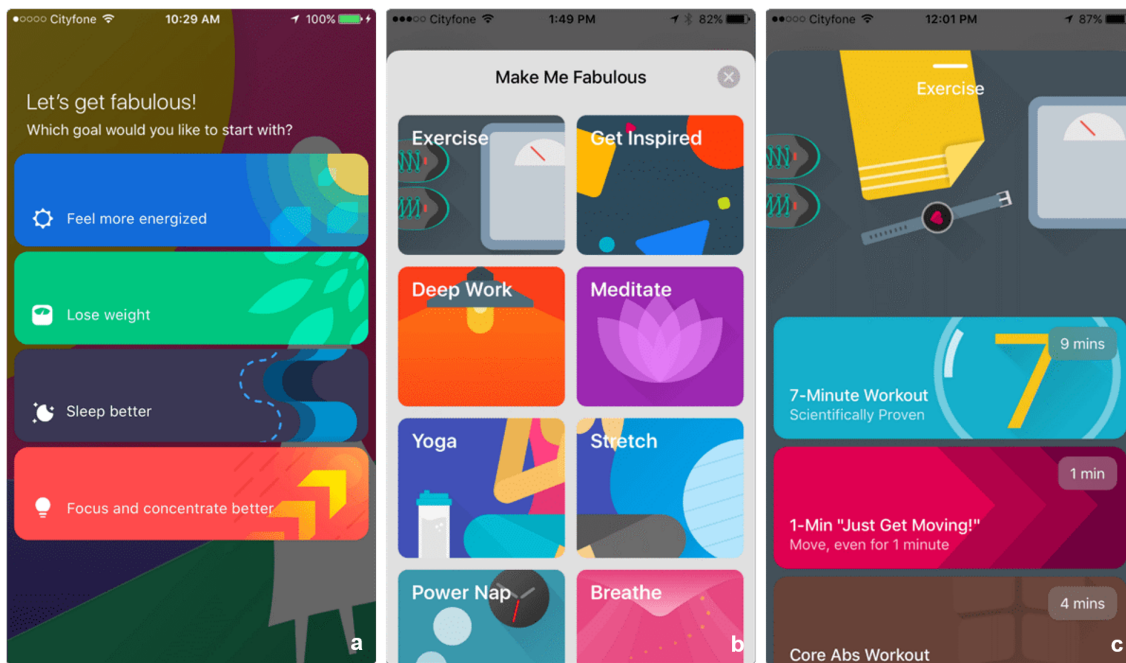 Cityfone
10:29 AM
100%
Let's get fabulous!
Which goal would you like to start with?
Feel more energized
Lose weight
Sleep better
Focus and concentrate better
a
Cityfone
1:49 PM
82%
Make Me Fabulous
Exercise
Get Inspired
Deep Work
Meditate
Yoga
Stretch
Power Nap
Breathe
b
Cityfone
12:01 PM
87%
Exercise
7
9 mins
7-Minute Workout
Scientifically Proven
1 min
1-Min "Just Get Moving!"
Move, even for 1 minute
4 mins
Core Abs Workout
c